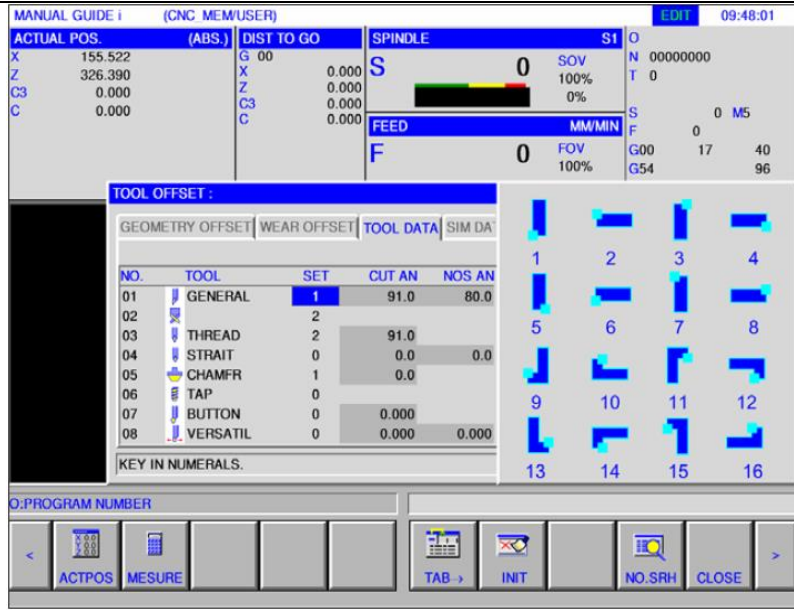 MANUAL GUIDE i (CNC_MEM/USER) EDIT 09:48:01
ACTUAL POS. (ABS.) DIST TO GO SPINDLE S1 O
X 155.522 G 00 N 00000000
Z 326.390 X 0.000 S 0 SOV T 0
C3 0.000 Z 0.000 100%
C 0.000 C3 0.000 0%
C 0.000 S 0 M5
FEED MM/MIN F 0
F 0 FOV G00 17 40
100% G54 96
TOOL OFFSET :
GEOMETRY OFFSET WEAR OFFSET TOOL DATA SIM DA
NO. TOOL SET CUT AN NOS AN
01 GENERAL 1 91.0 80.0
02 2
03 THREAD 2 91.0
04 STRAIT 0 0.0 0.0
05 CHAMFR 1 0.0
06 TAP 0
07 BUTTON 0 0.000
08 VERSATIL 0 0.000 0.000
KEY IN NUMERALS.
1 2 3 4
5 6 7 8
9 10 11 12
13 14 15 16
O:PROGRAM NUMBER
< ACTPOS MESURE TAB→ INIT NO.SRH CLOSE >